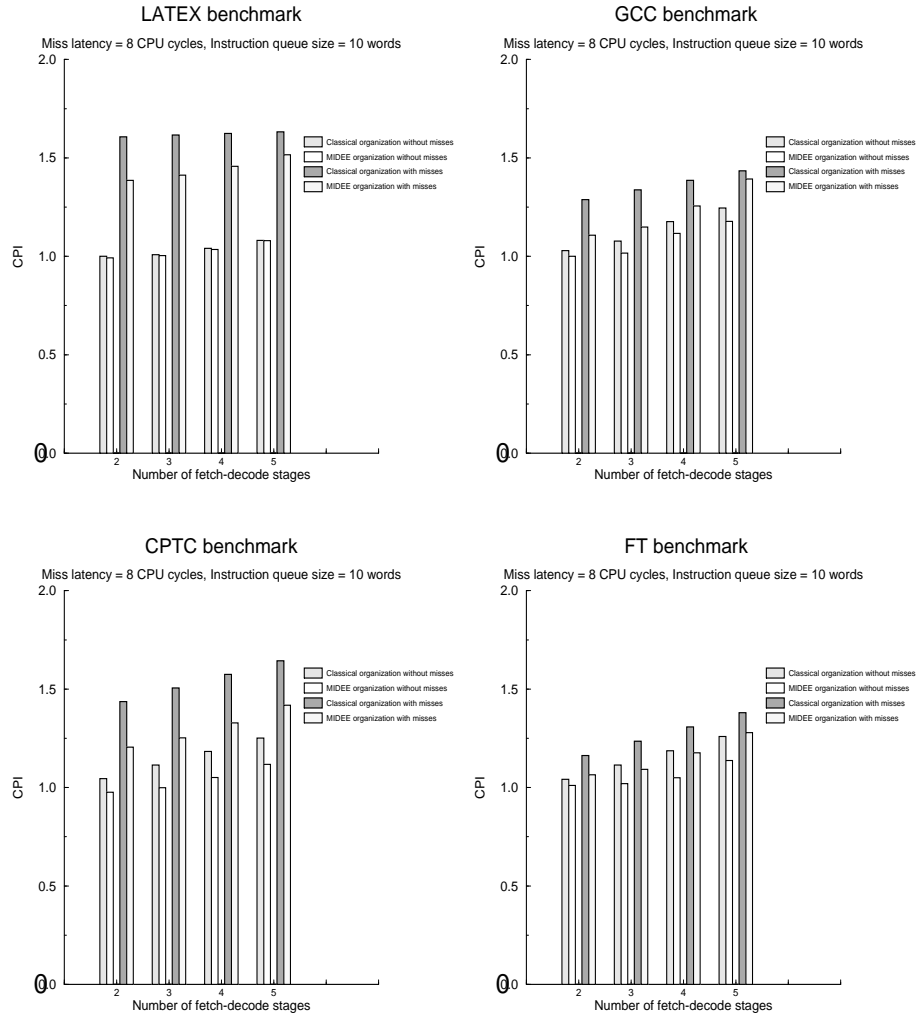 LATEX benchmark
Miss latency = 8 CPU cycles, Instruction queue size = 10 words
2.0
1.5
1.0
0.5
0.0
0
CPI
Classical organization without misses
MIDEE organization without misses
Classical organization with misses
MIDEE organization with misses
2 3 4 5
Number of fetch-decode stages
GCC benchmark
Miss latency = 8 CPU cycles, Instruction queue size = 10 words
2.0
1.5
1.0
0.5
0.0
0
CPI
Classical organization without misses
MIDEE organization without misses
Classical organization with misses
MIDEE organization with misses
2 3 4 5
Number of fetch-decode stages
CPTC benchmark
Miss latency = 8 CPU cycles, Instruction queue size = 10 words
2.0
1.5
1.0
0.5
0.0
0
CPI
Classical organization without misses
MIDEE organization without misses
Classical organization with misses
MIDEE organization with misses
2 3 4 5
Number of fetch-decode stages
FT benchmark
Miss latency = 8 CPU cycles, Instruction queue size = 10 words
2.0
1.5
1.0
0.5
0.0
0
CPI
Classical organization without misses
MIDEE organization without misses
Classical organization with misses
MIDEE organization with misses
2 3 4 5
Number of fetch-decode stages